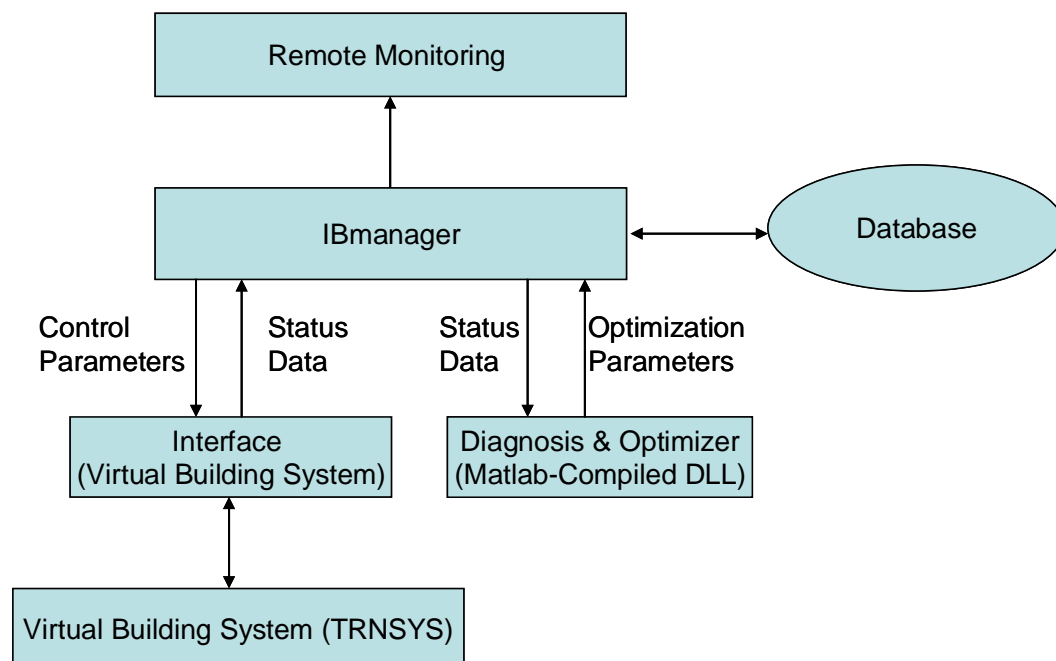 Remote Monitoring
IBmanager
Database
Control
Parameters
Status
Data
Status
Data
Optimization
Parameters
Interface
(Virtual Building System)
Diagnosis & Optimizer
(Matlab-Compiled DLL)
Virtual Building System (TRNSYS)